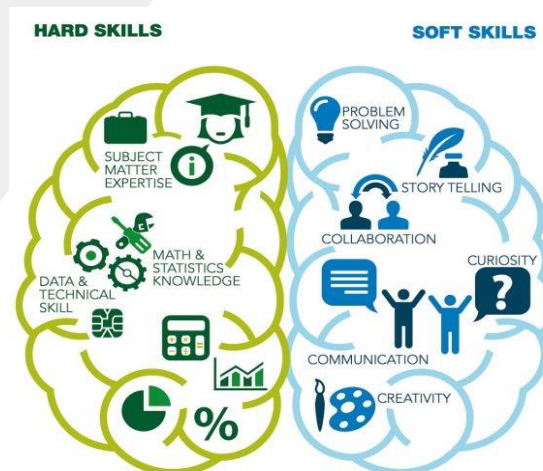 HARD SKILLS
SOFT SKILLS
SUBJECT
MATTER
EXPERTISE
i
MATH &
STATISTICS
KNOWLEDGE
DATA &
TECHNICAL
SKILL
%
PROBLEM
SOLVING
STORY TELLING
COLLABORATION
CURIOSITY
?
COMMUNICATION
CREATIVITY